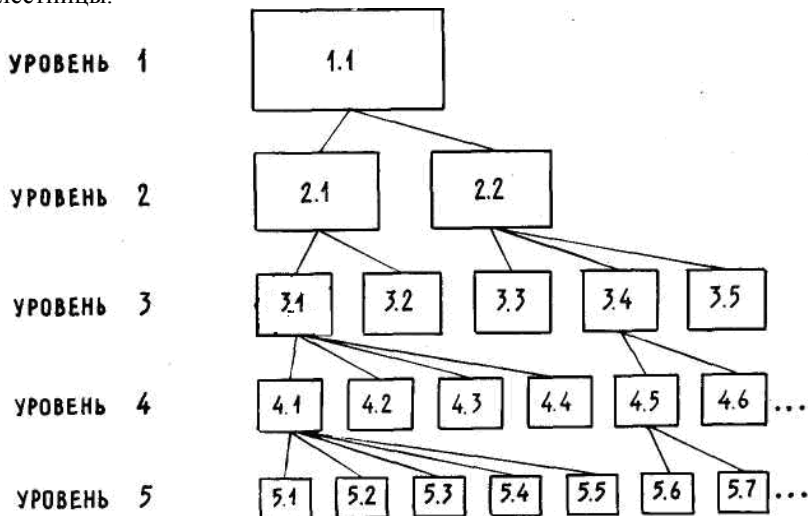 лестницы.
УРОВЕНЬ 1 1.1
УРОВЕНЬ 2 2.1 2.2
УРОВЕНЬ 3 3.1 3.2 3.3 3.4 3.5
УРОВЕНЬ 4 4.1 4.2 4.3 4.4 4.5 4.6 ...
УРОВЕНЬ 5 5.1 5.2 5.3 5.4 5.5 5.6 5.7 ...